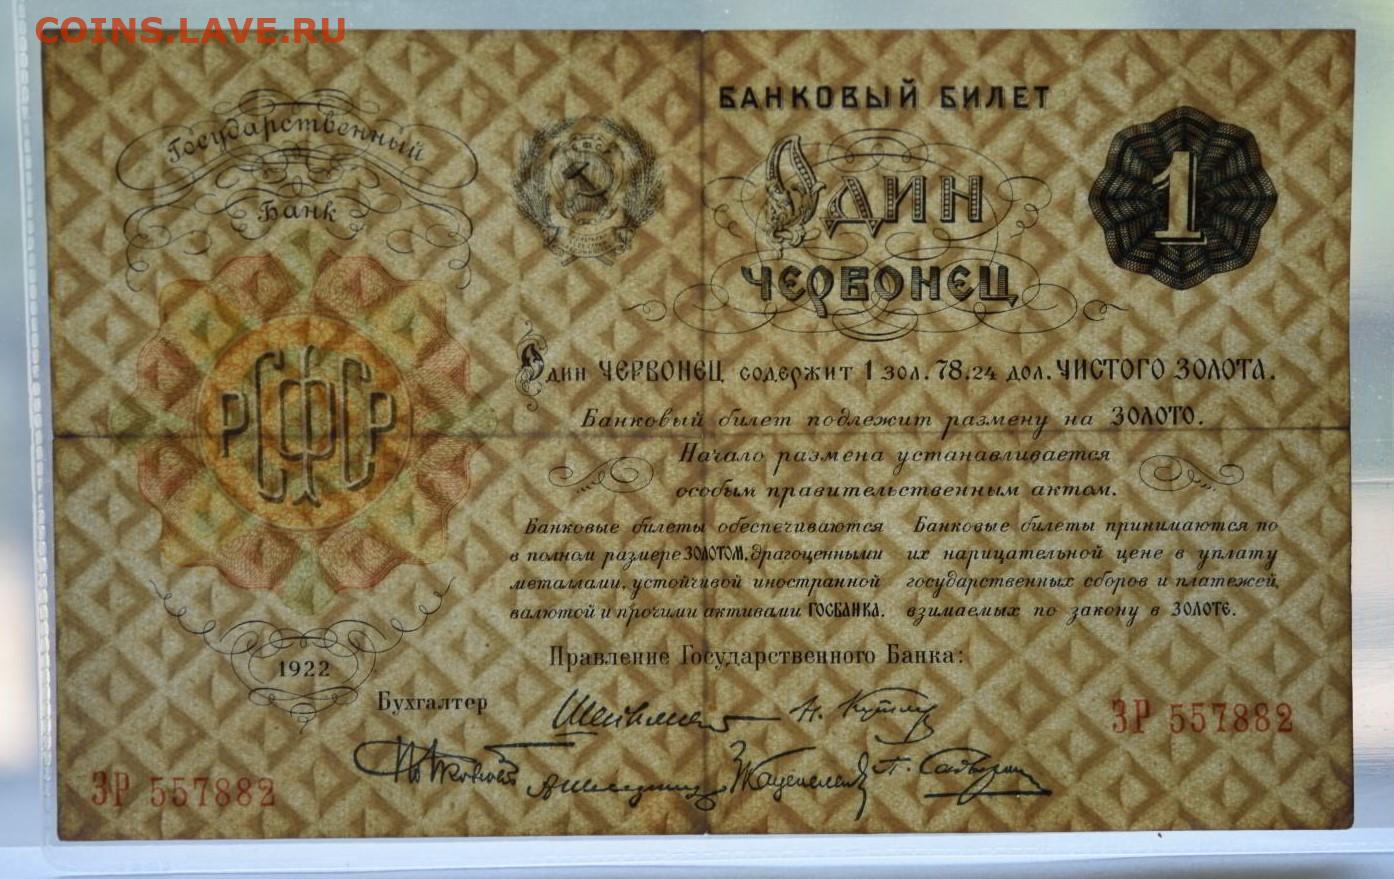 COINS.LAVE.RU
Государственный
Банк
РСФСР
1922
БАНКОВЫЙ БИЛЕТ
ОДИН
ЧЕРВОНЕЦ
1
Один ЧЕРВОНЕЦ содержит 1 зол. 78.24 дол. ЧИСТОГО ЗОЛОТА.
Банковый билет подлежит размену на ЗОЛОТО.
Начало размена устанавливается
особым правительственным актом.
Банковые билеты обеспечиваются
в полном размере ЗОЛОТОМ, драгоценными
металлами, устойчивой иностранной
валютой и прочими активами ГОСБАНКА.
Банковые билеты принимаются по
их нарицательной цене в уплату
государственных сборов и платежей,
взимаемых по закону в ЗОЛОТЕ.
Правление Государственного Банка:
Бухгалтер
ЗР 557882
ЗР 557882